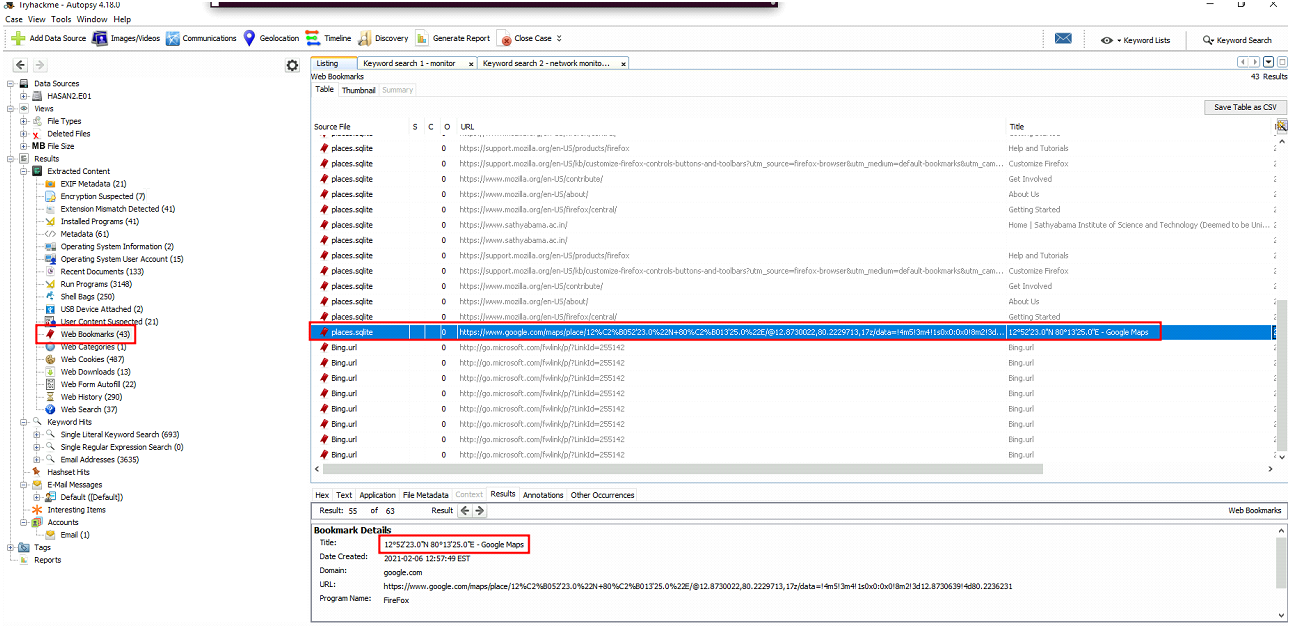 Tryhackme - Autopsy 4.18.0
Case View Tools Window Help
Add Data Source Images/Videos Communications Geolocation Timeline Discovery Generate Report Close Case Keyword Lists Keyword Search
Listing Keyword search 1 - monitor x Keyword search 2 - network monito... x
Web Bookmarks
43 Results
Table Thumbnail Summary
Save Table as CSV
Data Sources
HASAN2.E01
Views
File Types
Deleted Files
MB File Size
Results
Extracted Content
EXIF Metadata (21)
Encryption Suspected (7)
Extension Mismatch Detected (41)
Installed Programs (41)
Metadata (61)
Operating System Information (2)
Operating System User Account (15)
Recent Documents (133)
Run Programs (3148)
Shell Bags (250)
USB Device Attached (2)
User Content Suspected (21)
Web Bookmarks (43)
Web Categories (1)
Web Cookies (487)
Web Downloads (13)
Web Form Autofill (22)
Web History (290)
Web Search (37)
Keyword Hits
Single Literal Keyword Search (693)
Single Regular Expression Search (0)
Email Addresses (3635)
Hashset Hits
E-Mail Messages
Default ([Default])
Interesting Items
Accounts
Email (1)
Tags
Reports
Source File S C O URL Title
places.sqlite 0 https://support.mozilla.org/en-US/products/firefox Help and Tutorials
places.sqlite 0 https://support.mozilla.org/en-US/kb/customize-firefox-controls-buttons-and-toolbars?utm_source=firefox-browser&utm_medium=default-bookmarks&utm_cam... Customize Firefox
places.sqlite 0 https://www.mozilla.org/en-US/contribute/ Get Involved
places.sqlite 0 https://www.mozilla.org/en-US/about/ About Us
places.sqlite 0 https://www.mozilla.org/en-US/firefox/central/ Getting Started
places.sqlite 0 https://www.sathyabama.ac.in/ Home | Sathyabama Institute of Science and Technology (Deemed to be Uni...
places.sqlite 0 https://www.sathyabama.ac.in/
places.sqlite 0 https://support.mozilla.org/en-US/products/firefox Help and Tutorials
places.sqlite 0 https://support.mozilla.org/en-US/kb/customize-firefox-controls-buttons-and-toolbars?utm_source=firefox-browser&utm_medium=default-bookmarks&utm_cam... Customize Firefox
places.sqlite 0 https://www.mozilla.org/en-US/contribute/ Get Involved
places.sqlite 0 https://www.mozilla.org/en-US/about/ About Us
places.sqlite 0 https://www.mozilla.org/en-US/firefox/central/ Getting Started
places.sqlite 0 https://www.google.com/maps/place/12%C2%B052'23.0%22N+80%C2%B013'25.0%22E/@12.8730022,80.2229713,17z/data=!4m5!3m4!1s0x0:0x0!8m2!3d... 12°52'23.0"N 80°13'25.0"E - Google Maps
Bing.url 0 http://go.microsoft.com/fwlink/p/?LinkId=255142 Bing.url
Bing.url 0 http://go.microsoft.com/fwlink/p/?LinkId=255142 Bing.url
Bing.url 0 http://go.microsoft.com/fwlink/p/?LinkId=255142 Bing.url
Bing.url 0 http://go.microsoft.com/fwlink/p/?LinkId=255142 Bing.url
Bing.url 0 http://go.microsoft.com/fwlink/p/?LinkId=255142 Bing.url
Bing.url 0 http://go.microsoft.com/fwlink/p/?LinkId=255142 Bing.url
Bing.url 0 http://go.microsoft.com/fwlink/p/?LinkId=255142 Bing.url
Bing.url 0 http://go.microsoft.com/fwlink/p/?LinkId=255142 Bing.url
Hex Text Application File Metadata Context Results Annotations Other Occurrences
Result: 55 of 63 Result Web Bookmarks
Bookmark Details
Title: 12°52'23.0"N 80°13'25.0"E - Google Maps
Date Created: 2021-02-06 12:57:49 EST
Domain: google.com
URL: https://www.google.com/maps/place/12%C2%B052'23.0%22N+80%C2%B013'25.0%22E/@12.8730022,80.2229713,17z/data=!4m5!3m4!1s0x0:0x0!8m2!3d12.8730639!4d80.2236231
Program Name: FireFox